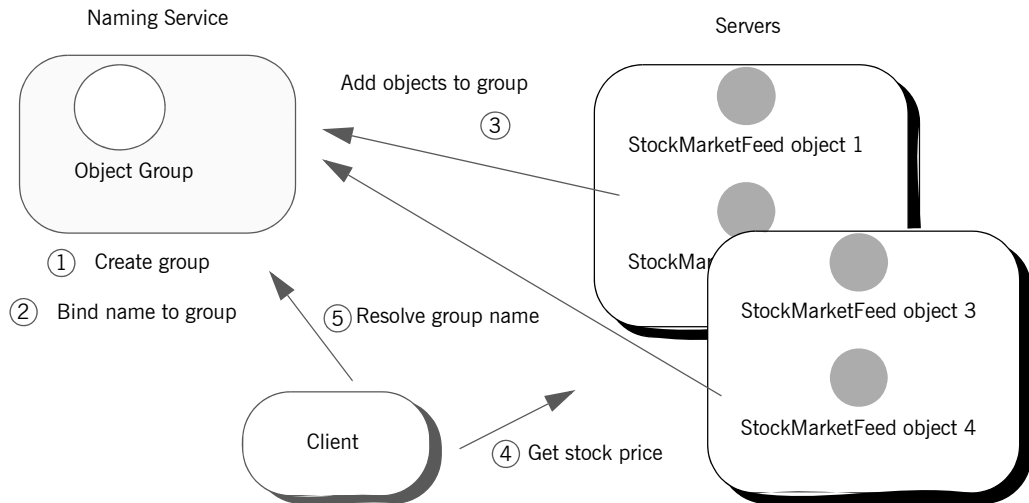 Naming Service
Servers
Add objects to group
3
StockMarketFeed object 1
Object Group
1 Create group
StockMar
2 Bind name to group
5 Resolve group name
StockMarketFeed object 3
Client
4 Get stock price
StockMarketFeed object 4